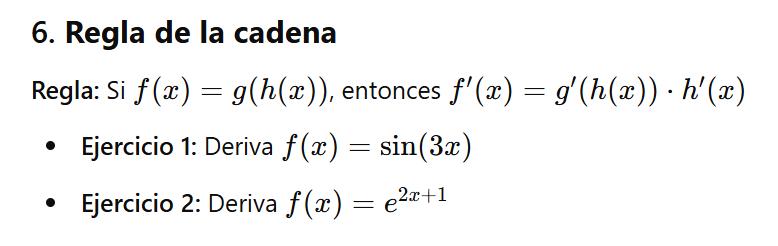 6. Regla de la cadena
Regla: Si f(x) = g(h(x)), entonces f′(x) = g′(h(x)) · h′(x)
• Ejercicio 1: Deriva f(x) = sin(3x)
• Ejercicio 2: Deriva f(x) = e^{2x+1}